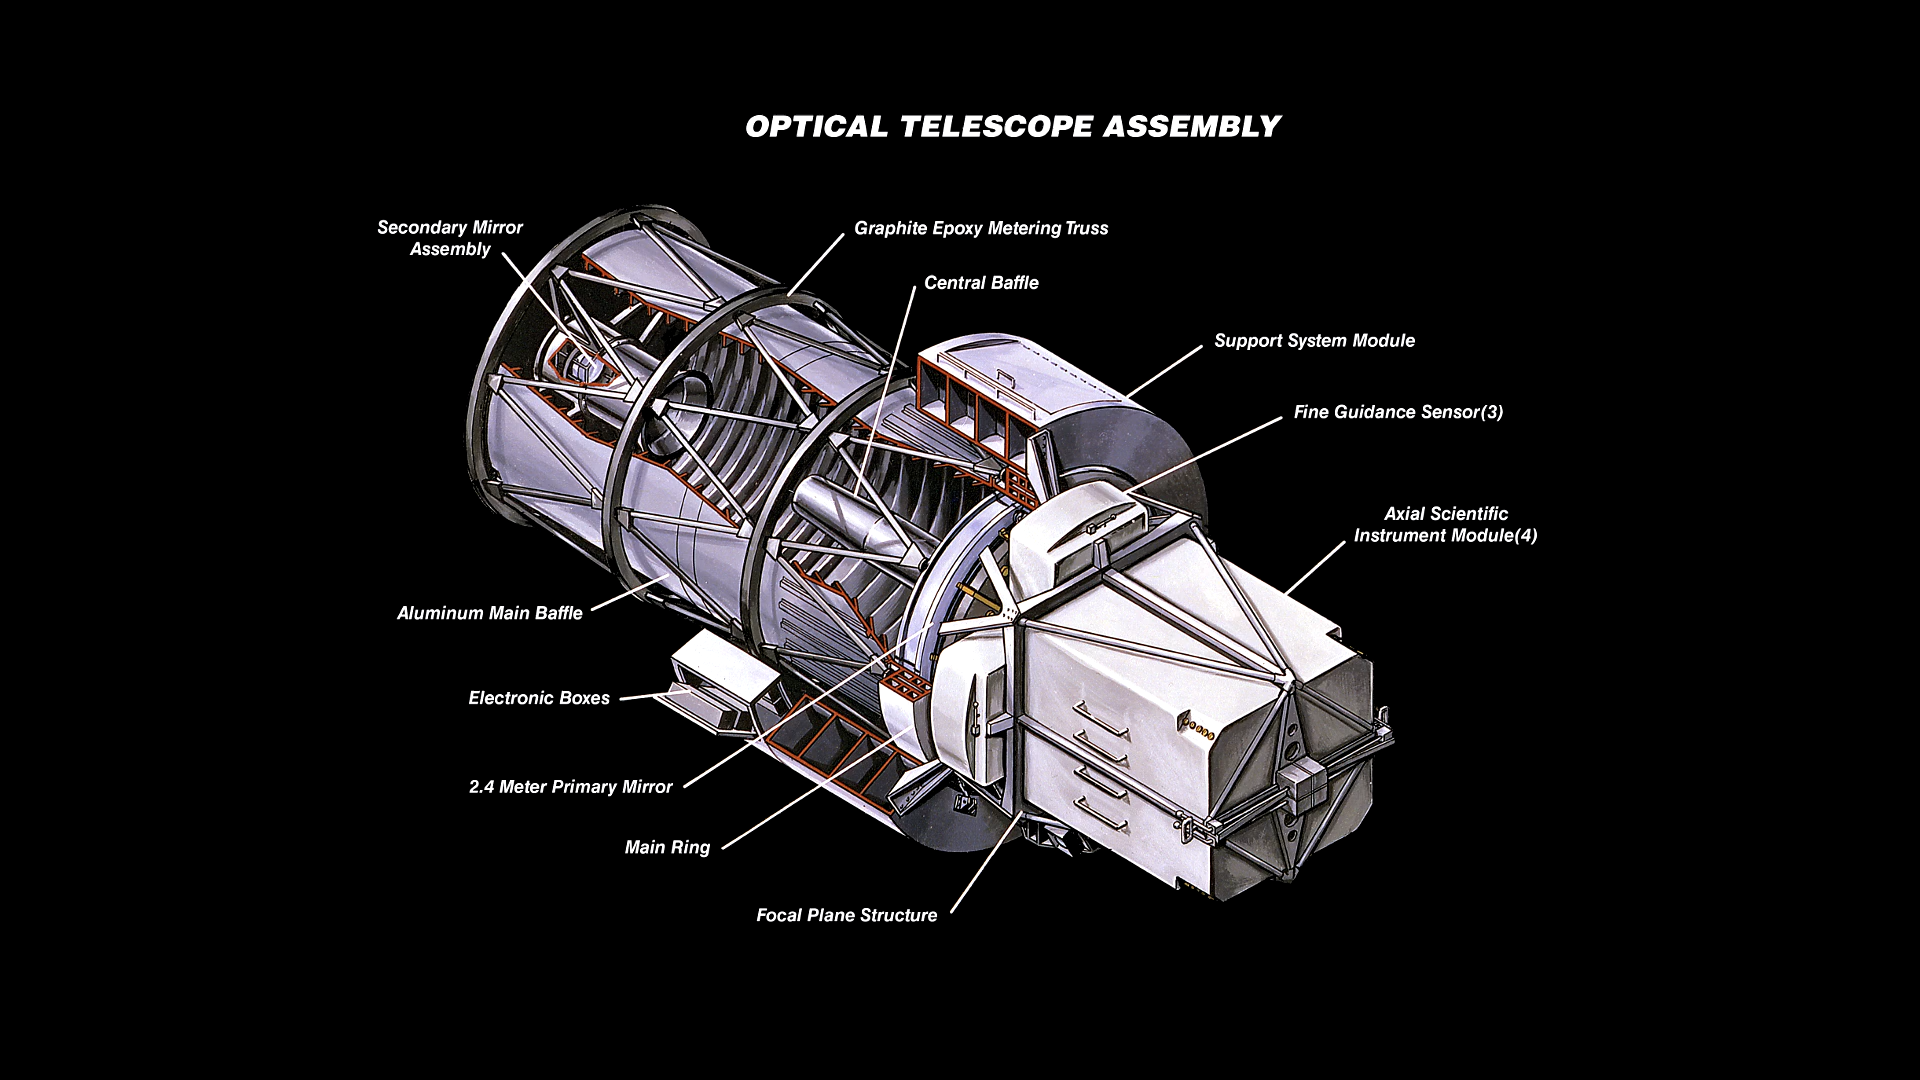 OPTICAL TELESCOPE ASSEMBLY
Secondary Mirror
Assembly
Graphite Epoxy Metering Truss
Central Baffle
Support System Module
Fine Guidance Sensor(3)
Axial Scientific
Instrument Module(4)
Aluminum Main Baffle
Electronic Boxes
2.4 Meter Primary Mirror
Main Ring
Focal Plane Structure